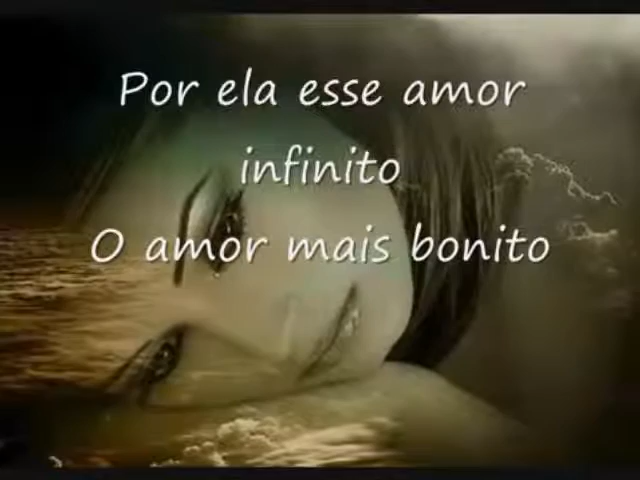 Por ela esse amor
infinito
O amor mais bonito